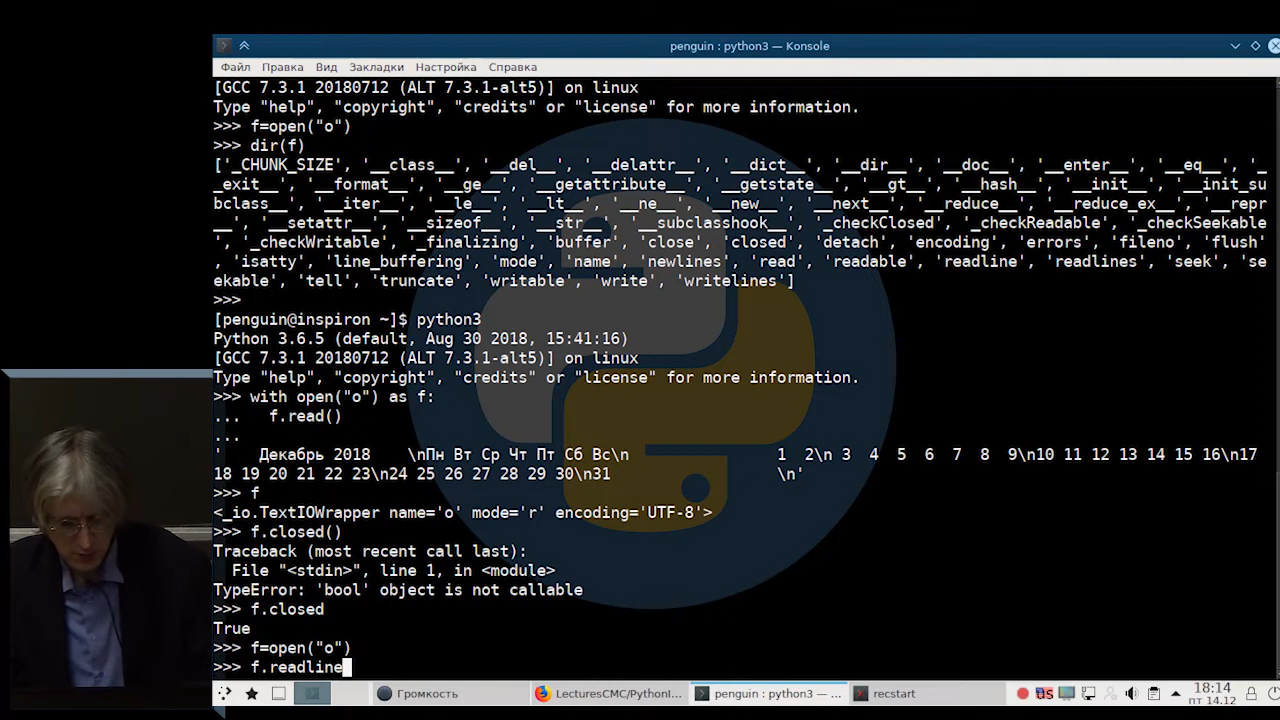 penguin : python3 — Konsole
Файл Правка Вид Закладки Настройка Справка
[GCC 7.3.1 20180712 (ALT 7.3.1-alt5)] on linux
Type "help", "copyright", "credits" or "license" for more information.
>>> f=open("o")
>>> dir(f)
['_CHUNK_SIZE', '__class__', '__del__', '__delattr__', '__dict__', '__dir__', '__doc__', '__enter__', '__eq__', '_
_exit__', '__format__', '__ge__', '__getattribute__', '__getstate__', '__gt__', '__hash__', '__init__', '__init_su
bclass__', '__iter__', '__le__', '__lt__', '__ne__', '__new__', '__next__', '__reduce__', '__reduce_ex__', '__repr
__', '__setattr__', '__sizeof__', '__str__', '__subclasshook__', '_checkClosed', '_checkReadable', '_checkSeekable
', '_checkWritable', '_finalizing', 'buffer', 'close', 'closed', 'detach', 'encoding', 'errors', 'fileno', 'flush'
, 'isatty', 'line_buffering', 'mode', 'name', 'newlines', 'read', 'readable', 'readline', 'readlines', 'seek', 'se
ekable', 'tell', 'truncate', 'writable', 'write', 'writelines']
>>>
[penguin@inspiron ~]$ python3
Python 3.6.5 (default, Aug 30 2018, 15:41:16)
[GCC 7.3.1 20180712 (ALT 7.3.1-alt5)] on linux
Type "help", "copyright", "credits" or "license" for more information.
>>> with open("o") as f:
...   f.read()
...
'    Декабрь 2018    \nПн Вт Ср Чт Пт Сб Вс\n                1  2\n 3  4  5  6  7  8  9\n10 11 12 13 14 15 16\n17
18 19 20 21 22 23\n24 25 26 27 28 29 30\n31                  \n'
>>> f
<_io.TextIOWrapper name='o' mode='r' encoding='UTF-8'>
>>> f.closed()
Traceback (most recent call last):
  File "<stdin>", line 1, in <module>
TypeError: 'bool' object is not callable
>>> f.closed
True
>>> f=open("o")
>>> f.readline
Громкость LecturesCMC/PythonI... penguin : python3 — ... recstart us 18:14
пт 14.12